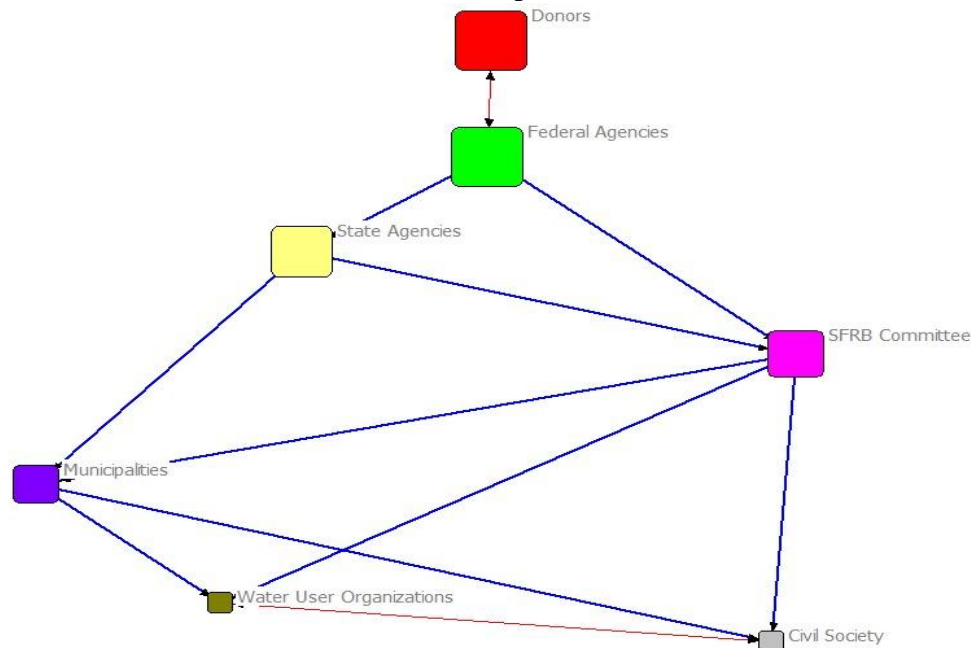 Donors
Federal Agencies
State Agencies
SFRB Committee
Municipalities
Water User Organizations
Civil Society